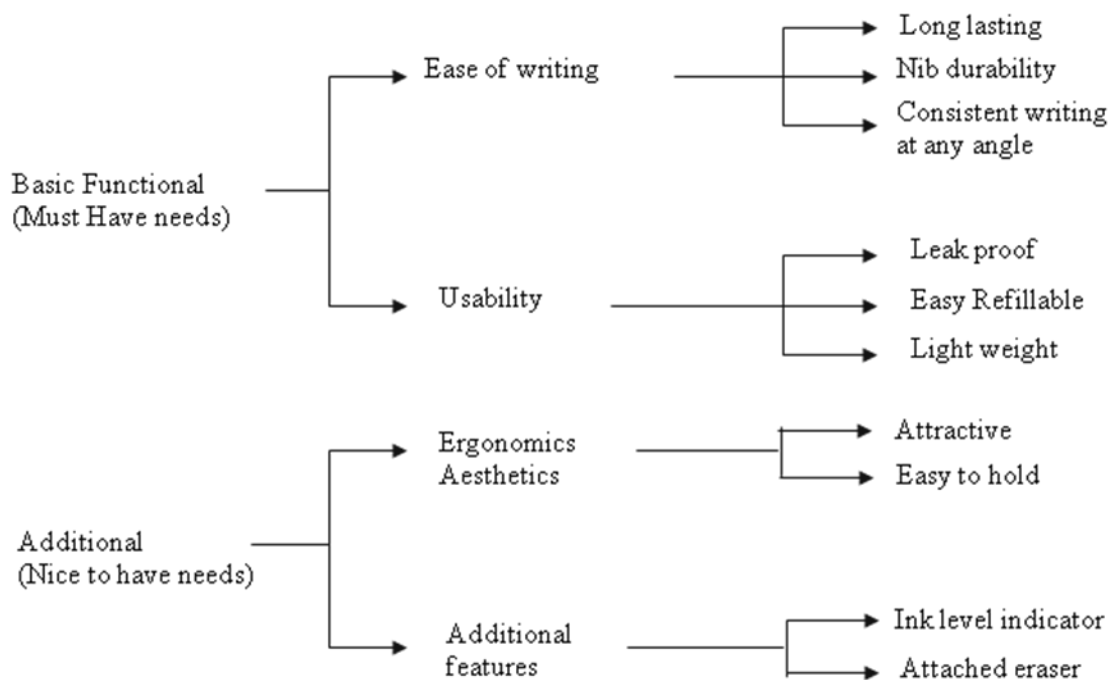 Basic Functional
(Must Have needs)
Ease of writing
Long lasting
Nib durability
Consistent writing
at any angle
Usability
Leak proof
Easy Refillable
Light weight
Additional
(Nice to have needs)
Ergonomics
Aesthetics
Attractive
Easy to hold
Additional
features
Ink level indicator
Attached eraser